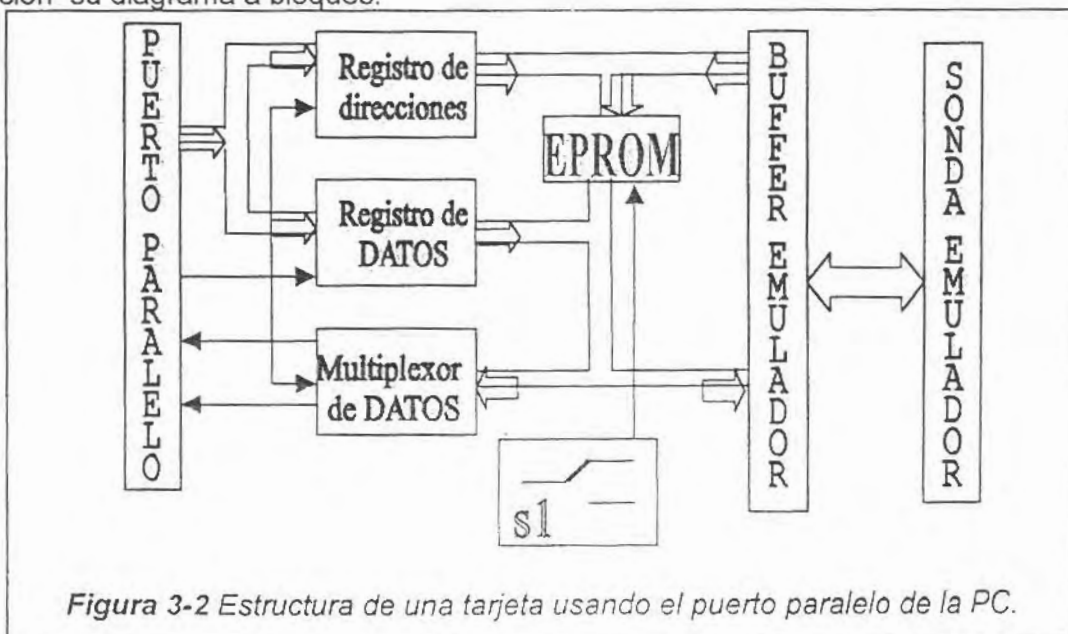 su diagrama a bloques.
PUERTO PARALELO
Registro de
direcciones
Registro de
DATOS
Multiplexor
de DATOS
EPROM
s1
BUFFER EMULADOR
SONDA EMULADOR
Figura 3-2 Estructura de una tarjeta usando el puerto paralelo de la PC.